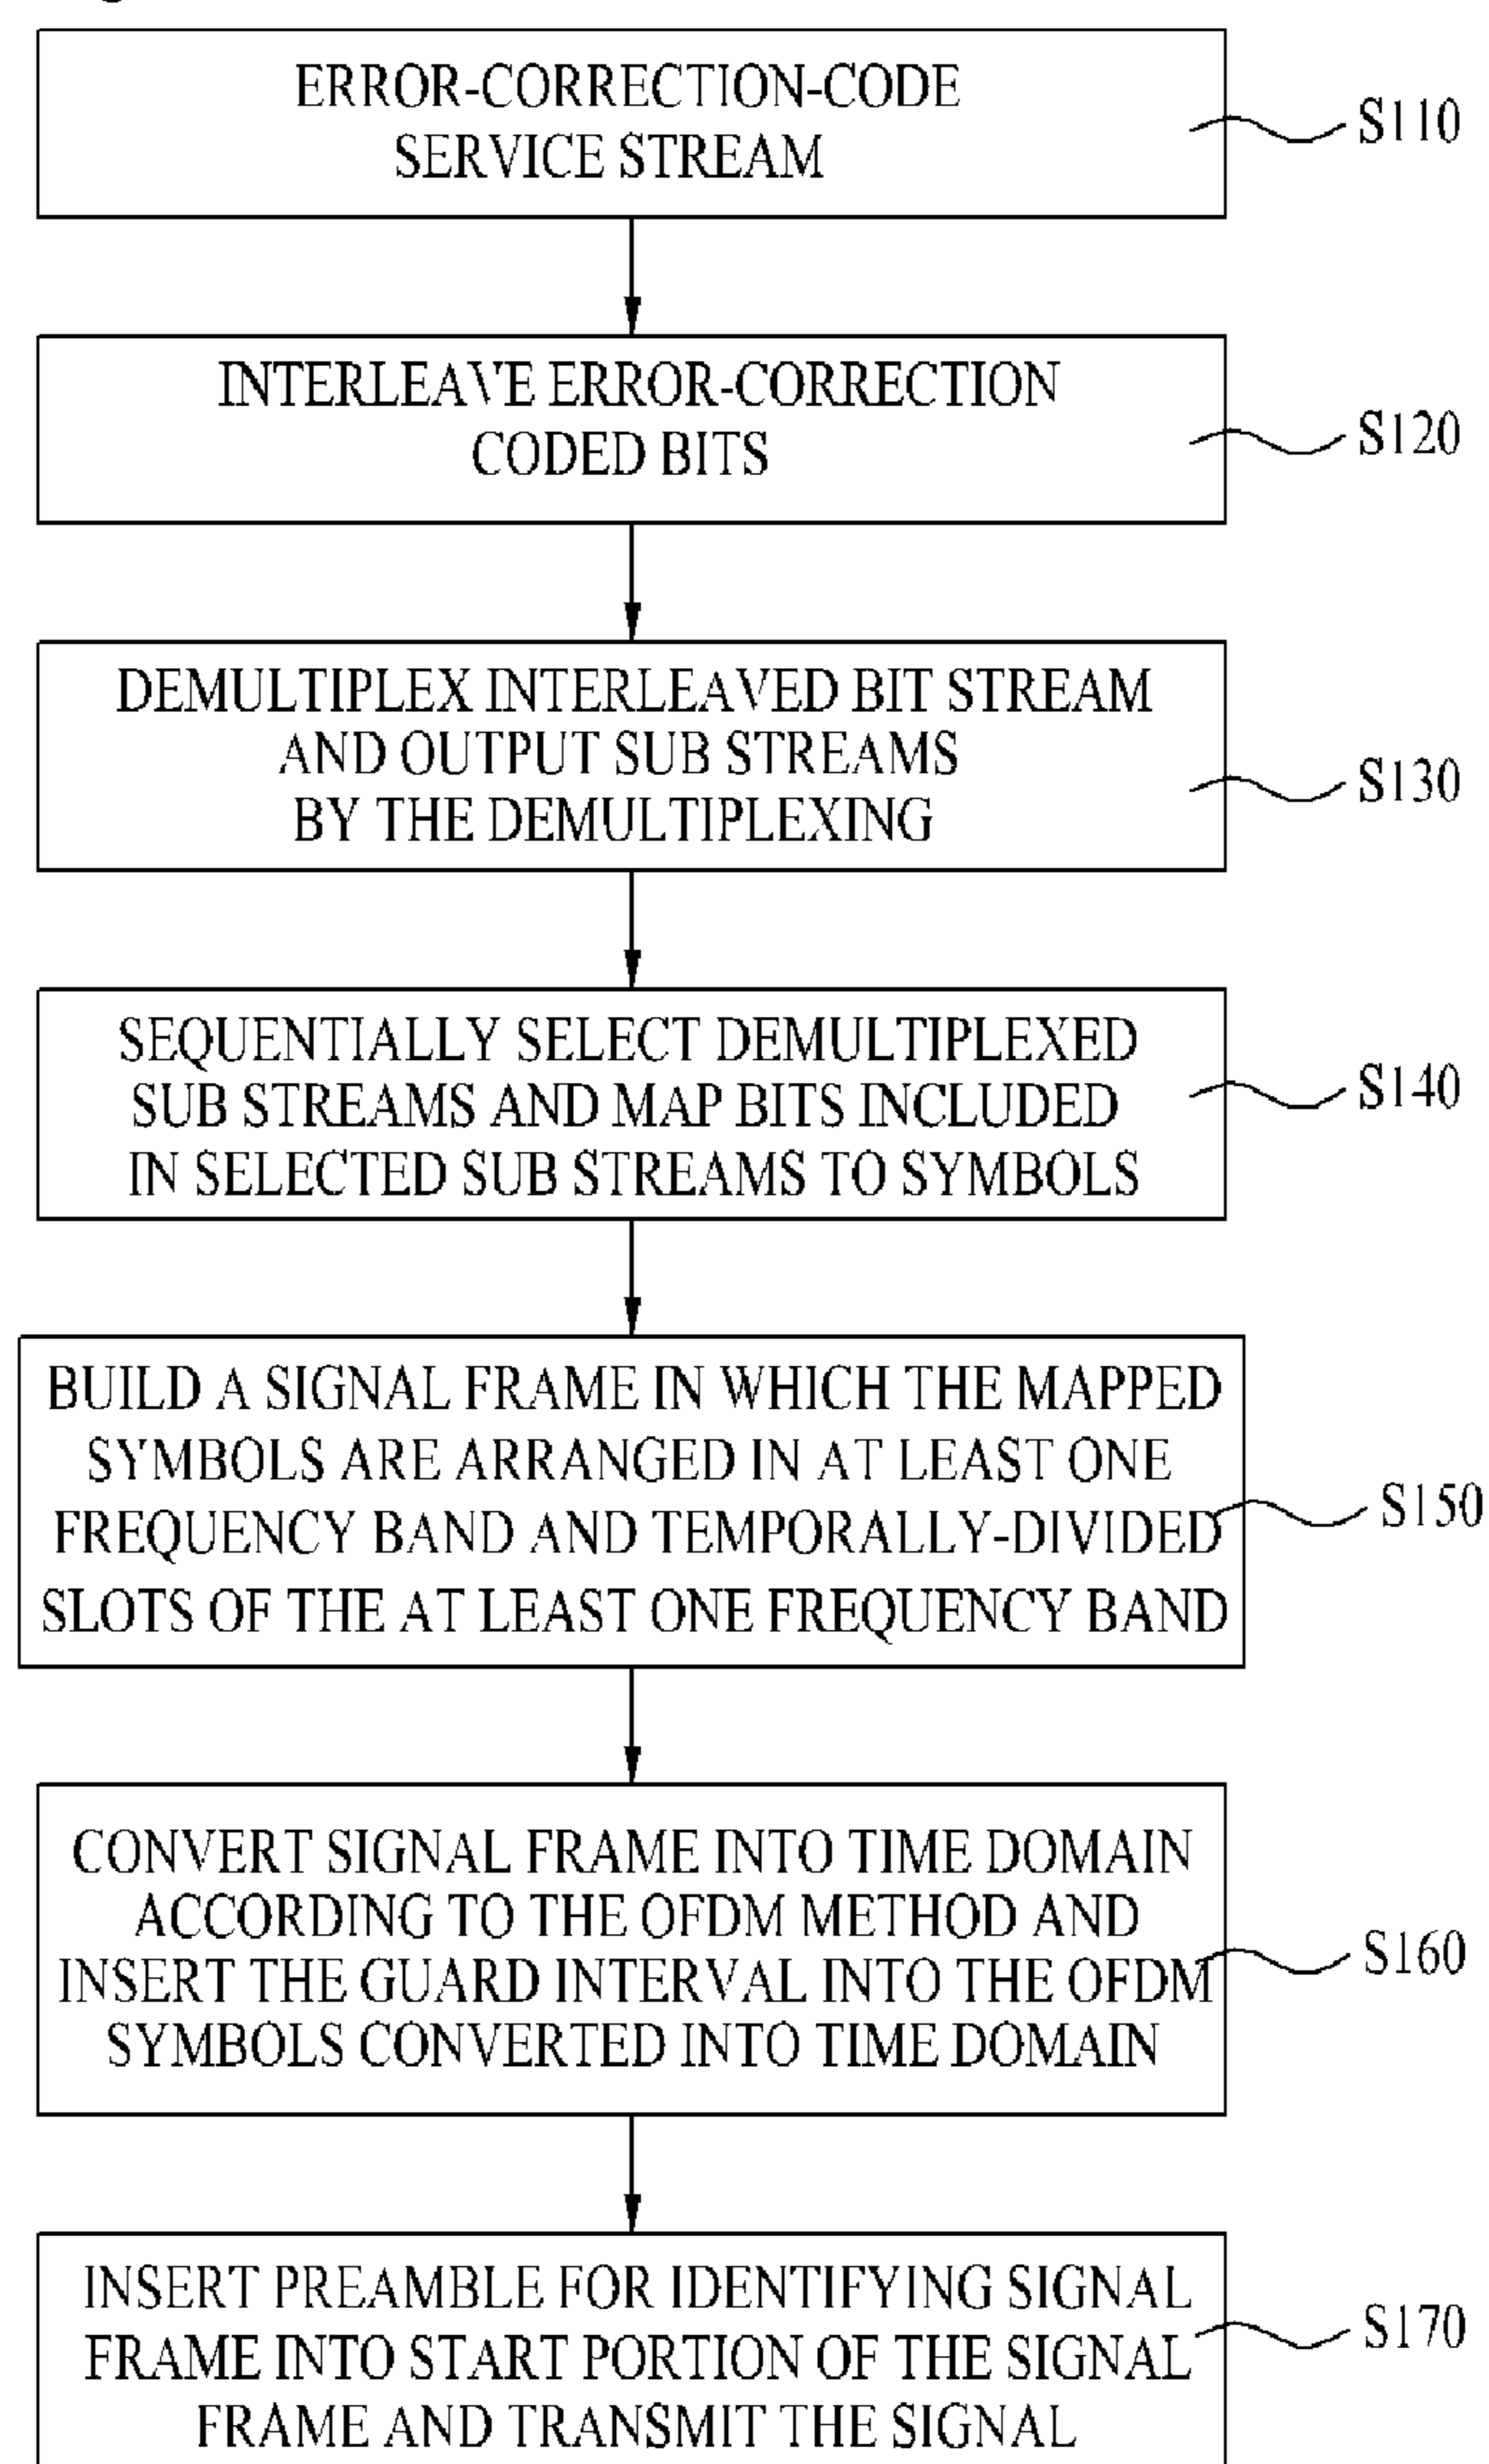 ERROR-CORRECTION-CODE
SERVICE STREAM
S110
INTERLEAVE ERROR-CORRECTION
CODED BITS
S120
DEMULTIPLEX INTERLEAVED BIT STREAM
AND OUTPUT SUB STREAMS
BY THE DEMULTIPLEXING
S130
SEQUENTIALLY SELECT DEMULTIPLEXED
SUB STREAMS AND MAP BITS INCLUDED
IN SELECTED SUB STREAMS TO SYMBOLS
S140
BUILD A SIGNAL FRAME IN WHICH THE MAPPED
SYMBOLS ARE ARRANGED IN AT LEAST ONE
FREQUENCY BAND AND TEMPORALLY-DIVIDED
SLOTS OF THE AT LEAST ONE FREQUENCY BAND
S150
CONVERT SIGNAL FRAME INTO TIME DOMAIN
ACCORDING TO THE OFDM METHOD AND
INSERT THE GUARD INTERVAL INTO THE OFDM
SYMBOLS CONVERTED INTO TIME DOMAIN
S160
INSERT PREAMBLE FOR IDENTIFYING SIGNAL
FRAME INTO START PORTION OF THE SIGNAL
FRAME AND TRANSMIT THE SIGNAL
S170